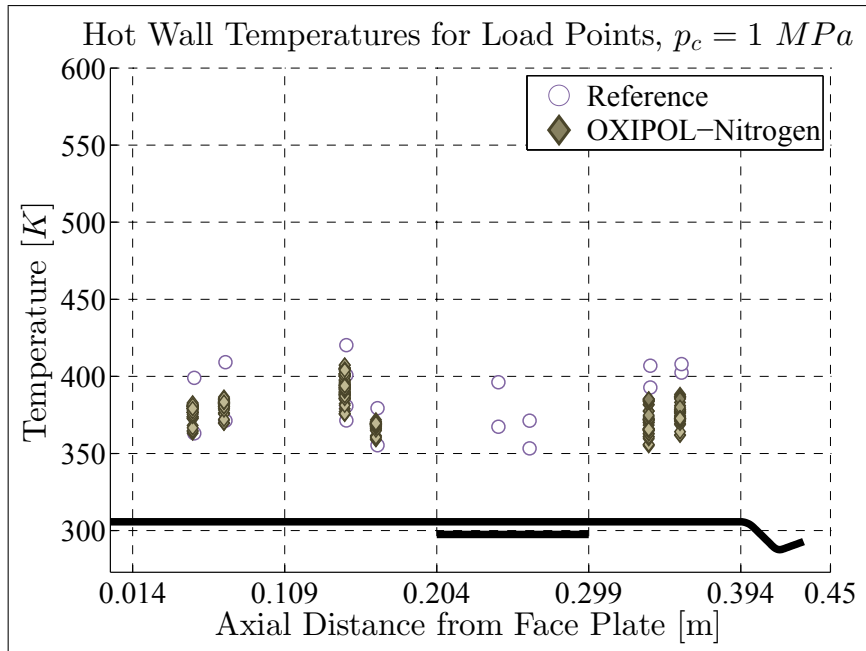 Hot Wall Temperatures for Load Points, p_c = 1 MPa
600
Reference
OXIPOL−Nitrogen
550
500
450
400
350
300
Temperature [K]
0.014 0.109 0.204 0.299 0.394 0.45
Axial Distance from Face Plate [m]